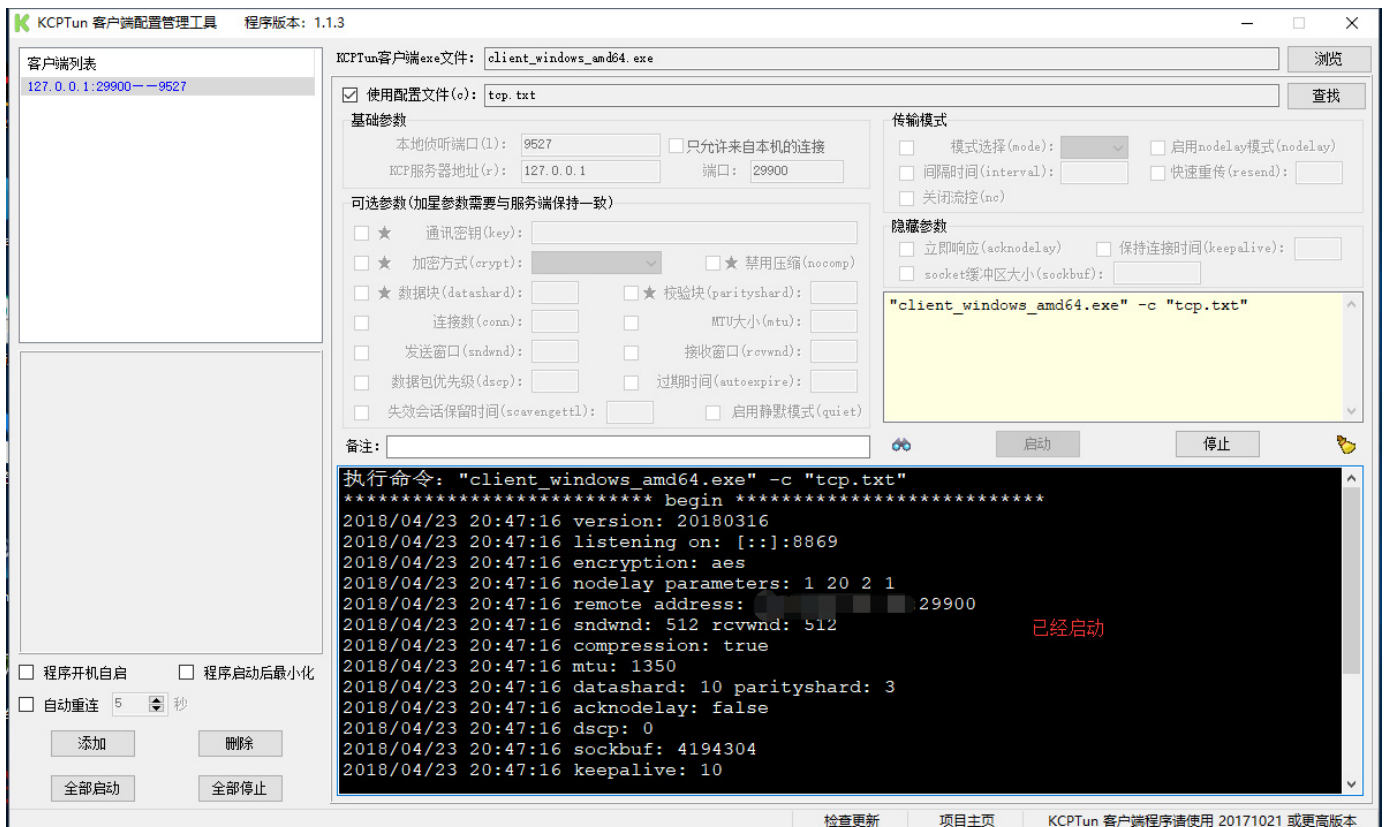 KCPTun 客户端配置管理工具 程序版本: 1.1.3
客户端列表
127.0.0.1:29900——9527
KCPTun客户端exe文件: client_windows_amd64.exe 浏览
使用配置文件(c): tcp.txt 查找
基础参数
本地侦听端口(l): 9527 只允许来自本机的连接
KCP服务器地址(r): 127.0.0.1 端口: 29900
可选参数(加星参数需要与服务端保持一致)
★ 通讯密钥(key):
★ 加密方式(crypt): ★ 禁用压缩(nocomp)
★ 数据块(datashard): ★ 校验块(parityshard):
连接数(conn): MTU大小(mtu):
发送窗口(sndwnd): 接收窗口(rcvwnd):
数据包优先级(dscp): 过期时间(autoexpire):
失效会话保留时间(scavengettl): 启用静默模式(quiet)
传输模式
模式选择(mode): 启用nodelay模式(nodelay)
间隔时间(interval): 快速重传(resend):
关闭流控(nc)
隐藏参数
立即响应(acknodelay) 保持连接时间(keepalive):
socket缓冲区大小(sockbuf):
"client_windows_amd64.exe" -c "tcp.txt"
备注: 启动 停止
执行命令: "client_windows_amd64.exe" -c "tcp.txt"
*************************** begin ***************************
2018/04/23 20:47:16 version: 20180316
2018/04/23 20:47:16 listening on: [::]:8869
2018/04/23 20:47:16 encryption: aes
2018/04/23 20:47:16 nodelay parameters: 1 20 2 1
2018/04/23 20:47:16 remote address: :29900
2018/04/23 20:47:16 sndwnd: 512 rcvwnd: 512
已经启动
2018/04/23 20:47:16 compression: true
2018/04/23 20:47:16 mtu: 1350
2018/04/23 20:47:16 datashard: 10 parityshard: 3
2018/04/23 20:47:16 acknodelay: false
2018/04/23 20:47:16 dscp: 0
2018/04/23 20:47:16 sockbuf: 4194304
2018/04/23 20:47:16 keepalive: 10
程序开机自启 程序启动后最小化
自动重连 5 秒
添加 删除
全部启动 全部停止
检查更新 项目主页 KCPTun 客户端程序请使用 20171021 或更高版本